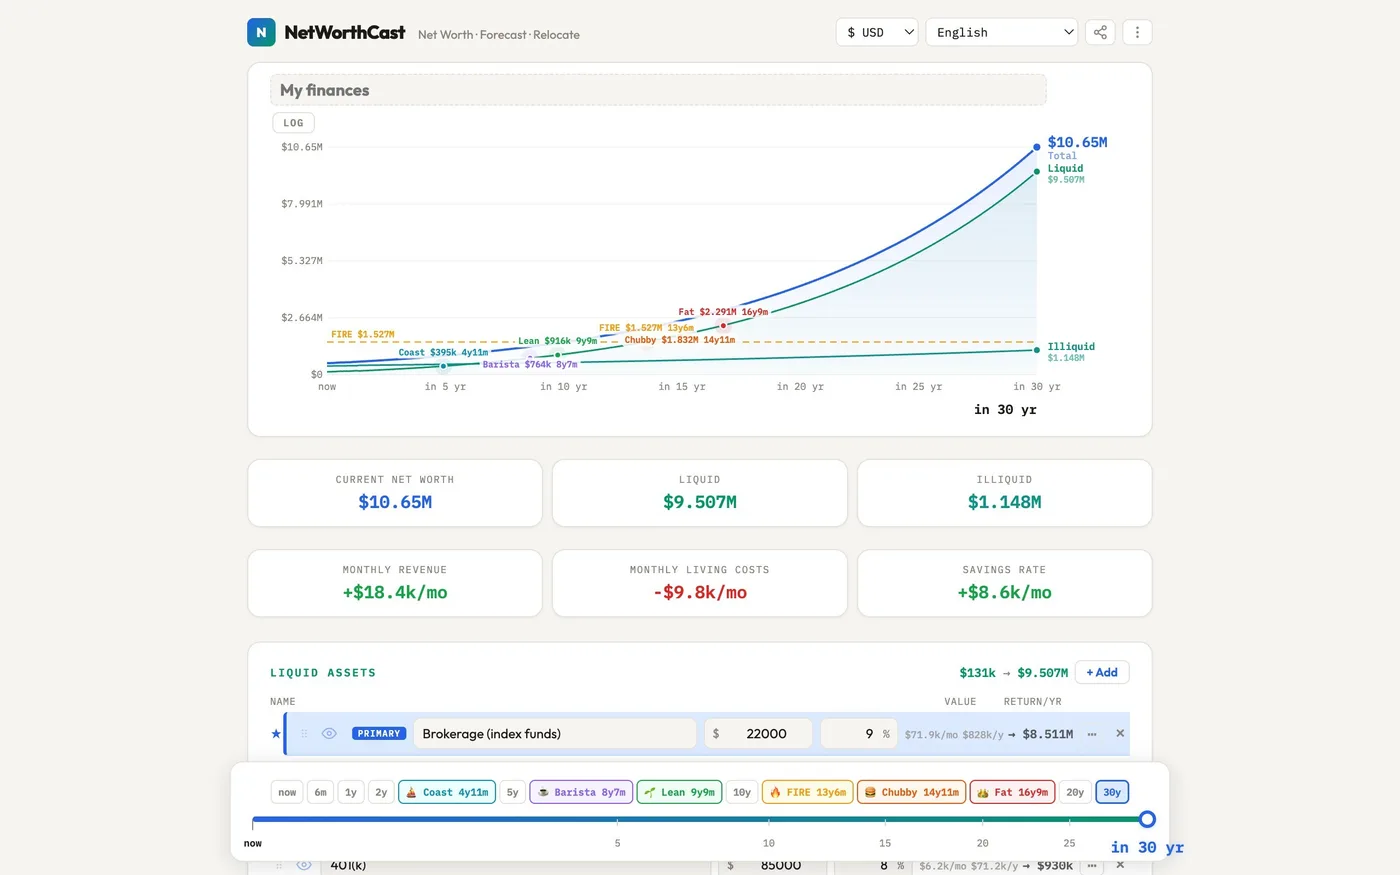 N NetWorthCast Net Worth · Forecast · Relocate $ USD English
My finances
LOG
$10.65M
$7.991M
$5.327M
$2.664M
$0
$10.65M
Total
Liquid
$9.507M
Fat $2.291M 16y9m
FIRE $1.527M
FIRE $1.527M 13y6m
Lean $916k 9y9m
Chubby $1.832M 14y11m
Coast $395k 4y11m
Barista $764k 8y7m
Illiquid
$1.148M
now in 5 yr in 10 yr in 15 yr in 20 yr in 25 yr in 30 yr
in 30 yr
CURRENT NET WORTH
$10.65M
LIQUID
$9.507M
ILLIQUID
$1.148M
MONTHLY REVENUE
+$18.4k/mo
MONTHLY LIVING COSTS
-$9.8k/mo
SAVINGS RATE
+$8.6k/mo
LIQUID ASSETS $131k → $9.507M + Add
NAME VALUE RETURN/YR
PRIMARY Brokerage (index funds) $ 22000 9 % $71.9k/mo $828k/y → $8.511M
now 6m 1y 2y Coast 4y11m 5y Barista 8y7m Lean 9y9m 10y FIRE 13y6m Chubby 14y11m Fat 16y9m 20y 30y
now 5 10 15 20 25 in 30 yr
401(k) $ 85000 8 % $6.2k/mo $71.2k/y → $930k